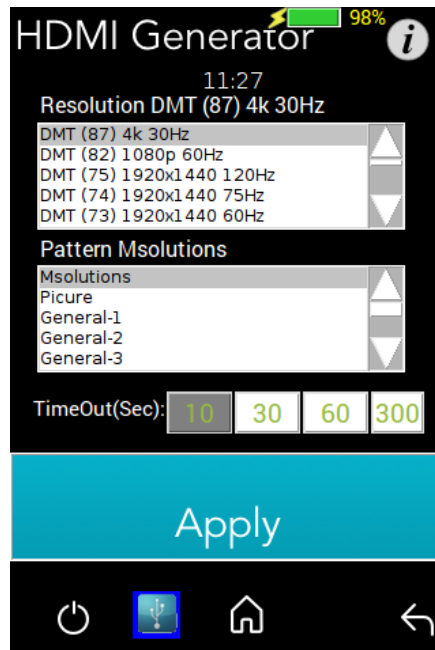 HDMI Generator
98%
i
11:27
Resolution DMT (87) 4k 30Hz
DMT (87) 4k 30Hz
DMT (82) 1080p 60Hz
DMT (75) 1920x1440 120Hz
DMT (74) 1920x1440 75Hz
DMT (73) 1920x1440 60Hz
Pattern Msolutions
Msolutions
Picure
General-1
General-2
General-3
TimeOut(Sec): 10 30 60 300
Apply